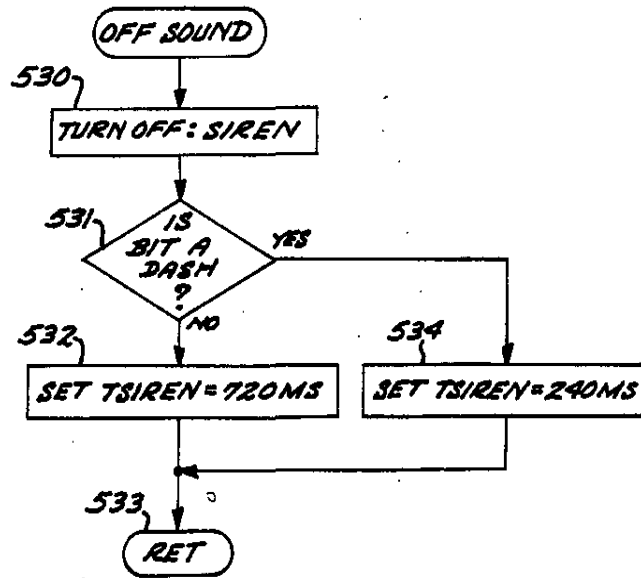 OFF SOUND
530
TURN OFF: SIREN
531
IS
BIT A
DASH
?
YES
NO
532
SET TSIREN=720MS
534
SET TSIREN=240MS
533
RET